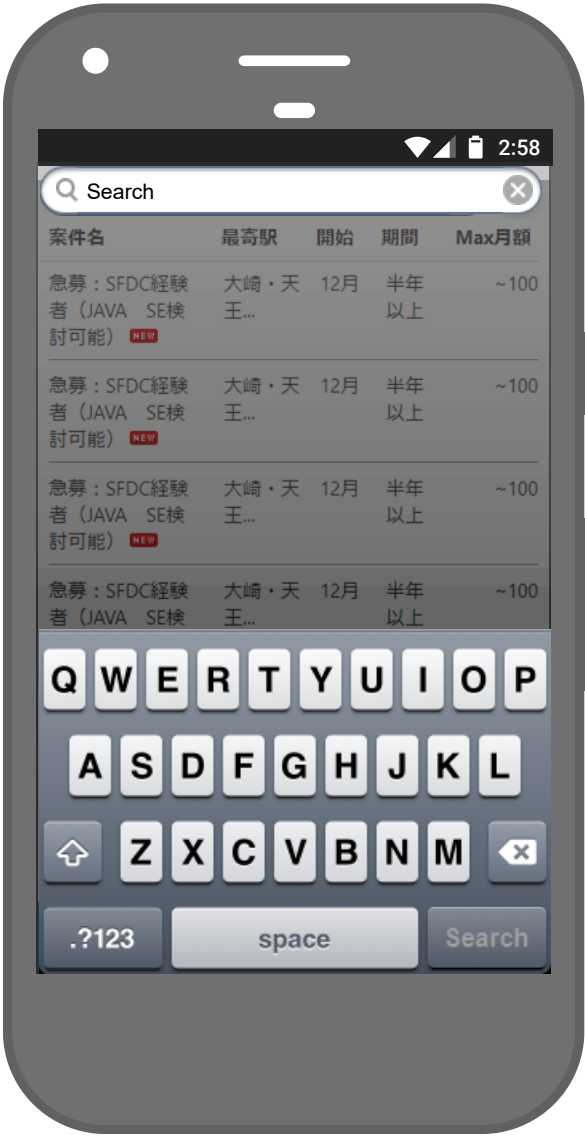 2:58
Search
案件名 最寄駅 開始 期間 Max月額
急募：SFDC経験 大崎・天 12月 半年 ~100
者（JAVA　SE検 王... 以上
討可能） NEW
急募：SFDC経験 大崎・天 12月 半年 ~100
者（JAVA　SE検 王... 以上
討可能） NEW
急募：SFDC経験 大崎・天 12月 半年 ~100
者（JAVA　SE検 王... 以上
討可能） NEW
急募：SFDC経験 大崎・天 12月 半年 ~100
者（JAVA　SE検 王... 以上
Q W E R T Y U I O P
A S D F G H J K L
Z X C V B N M
.?123 space Search